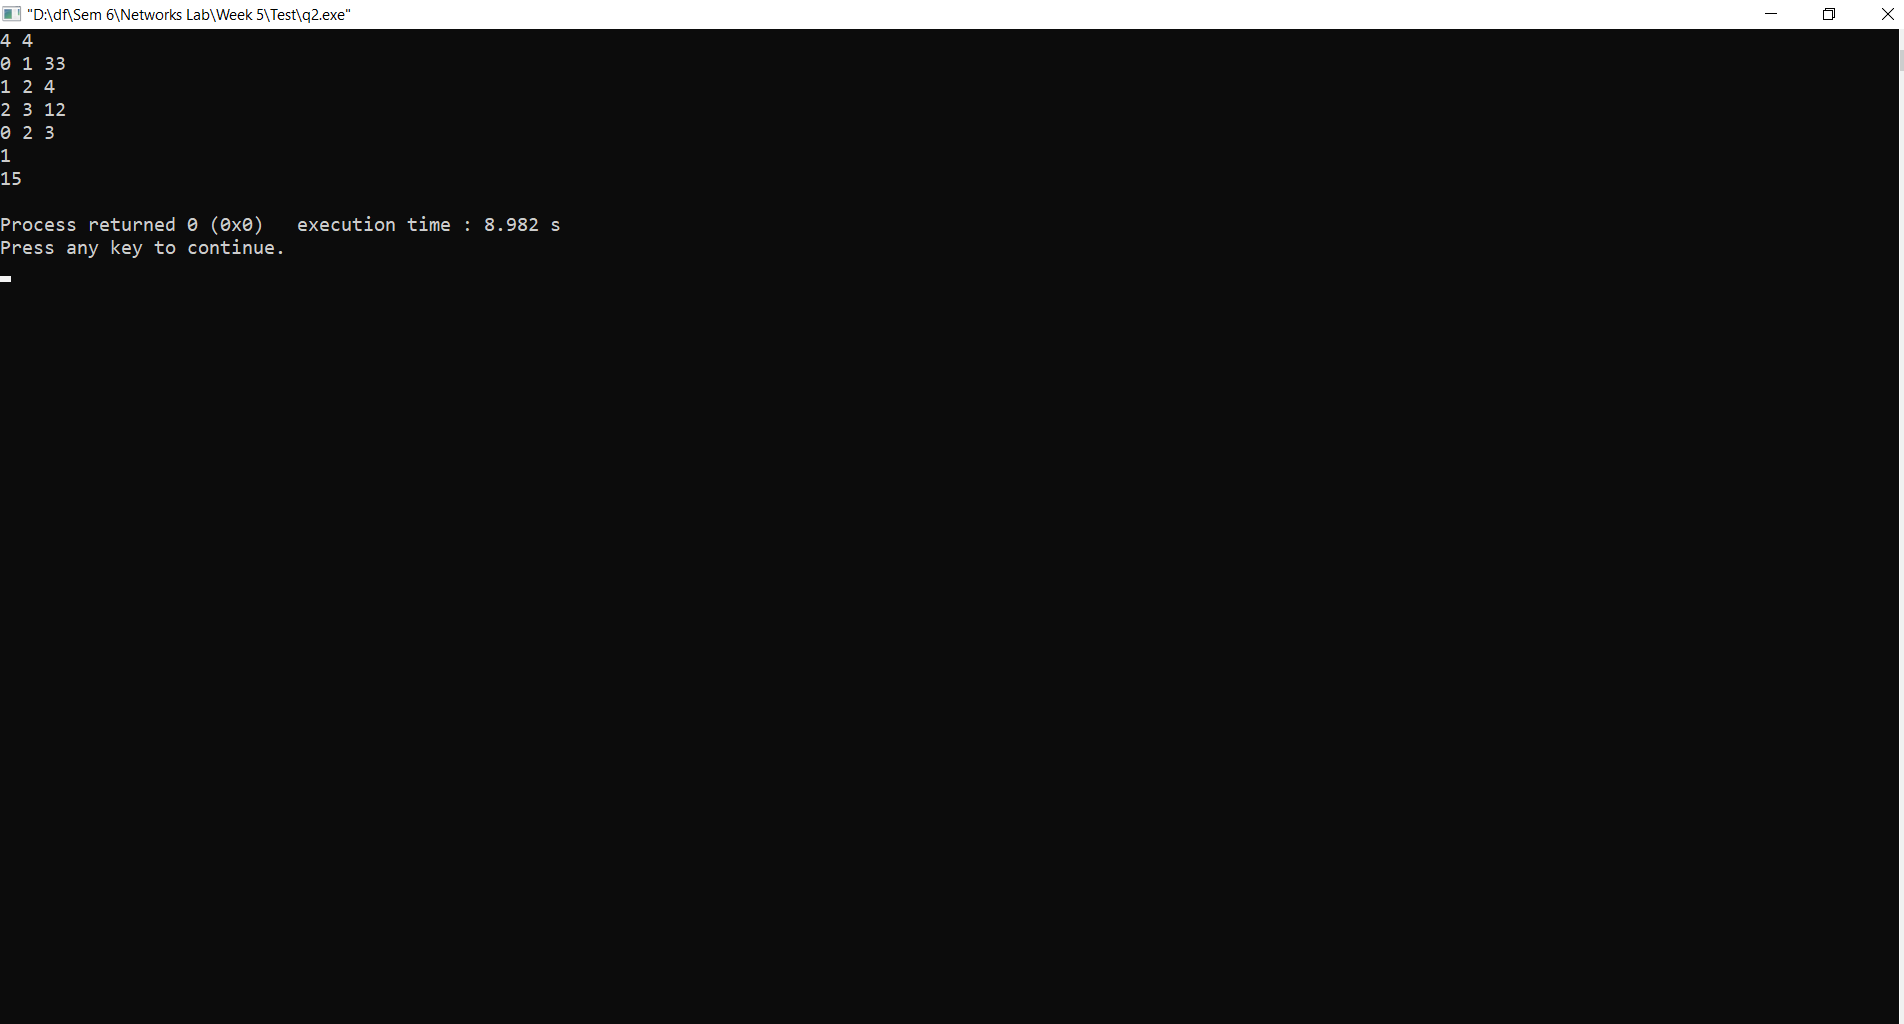 "D:\df\Sem 6\Networks Lab\Week 5\Test\q2.exe"
4 4
0 1 33
1 2 4
2 3 12
0 2 3
1
15
Process returned 0 (0x0)   execution time : 8.982 s
Press any key to continue.